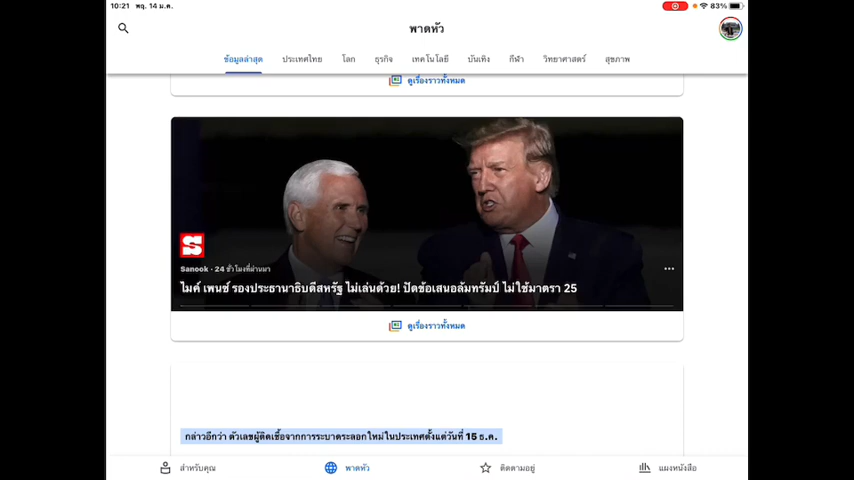 10:21 พฤ. 14 ม.ค.
83%
พาดหัว
ข้อมูลล่าสุด ประเทศไทย โลก ธุรกิจ เทคโนโลยี บันเทิง กีฬา วิทยาศาสตร์ สุขภาพ
ดูเรื่องราวทั้งหมด
S
Sanook · 24 ชั่วโมงที่ผ่านมา
ไมค์ เพนซ์ รองประธานาธิบดีสหรัฐ ไม่เล่นด้วย! ปัดข้อเสนอล้มทรัมป์ ไม่ใช้มาตรา 25
ดูเรื่องราวทั้งหมด
กล่าวอีกว่า ตัวเลขผู้ติดเชื้อจากการระบาดระลอกใหม่ในประเทศตั้งแต่วันที่ 15 ธ.ค.
สำหรับคุณ พาดหัว ติดตามอยู่ แผงหนังสือ